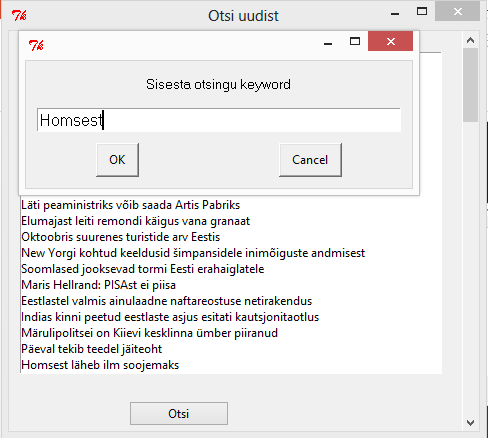 Otsi uudist
Sisesta otsingu keyword
Homsest
OK
Cancel
Läti peaministriks võib saada Artis Pabriks
Elumajast leiti remondi käigus vana granaat
Oktoobris suurenes turistide arv Eestis
New Yorgi kohtud keeldusid šimpansidele inimõiguste andmisest
Soomlased jooksevad tormi Eesti erahaiglatele
Maris Hellrand: PISAst ei piisa
Eestlastel valmis ainulaadne naftareostuse netirakendus
Indias kinni peetud eestlaste asjus esitati kautsjonitaotlus
Märulipolitsei on Kiievi kesklinna ümber piiranud
Päeval tekib teedel jäiteoht
Homsest läheb ilm soojemaks
Otsi